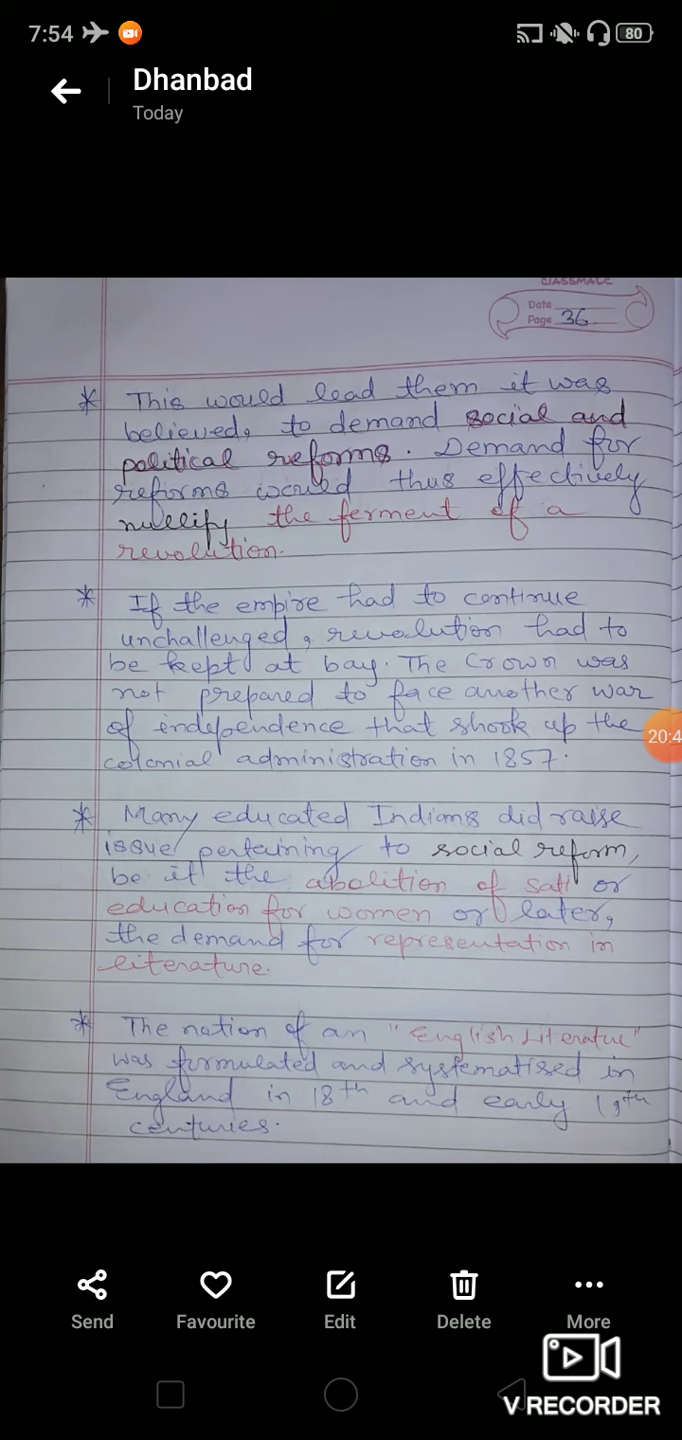 7:54
80
Dhanbad
Today
CLASSMATE
Date
Page 36
* This would lead them it was
believed, to demand social and
political reforms. Demand for
reforms would thus effectively
nullify the ferment of a
revolution.
* If the empire had to continue
unchallenged, revolution had to
be kept at bay. The Crown was
not prepared to face another war
of independence that shook up the
colonial administration in 1857.
20:4
* Many educated Indians did raise
issue pertaining to social reform,
be it the abolition of sati or
education for women or later,
the demand for representation in
literature.
* The notion of an "English Literatue"
was formulated and systematised in
England in 18th and early 19th
centuries.
Send Favourite Edit Delete More
V RECORDER